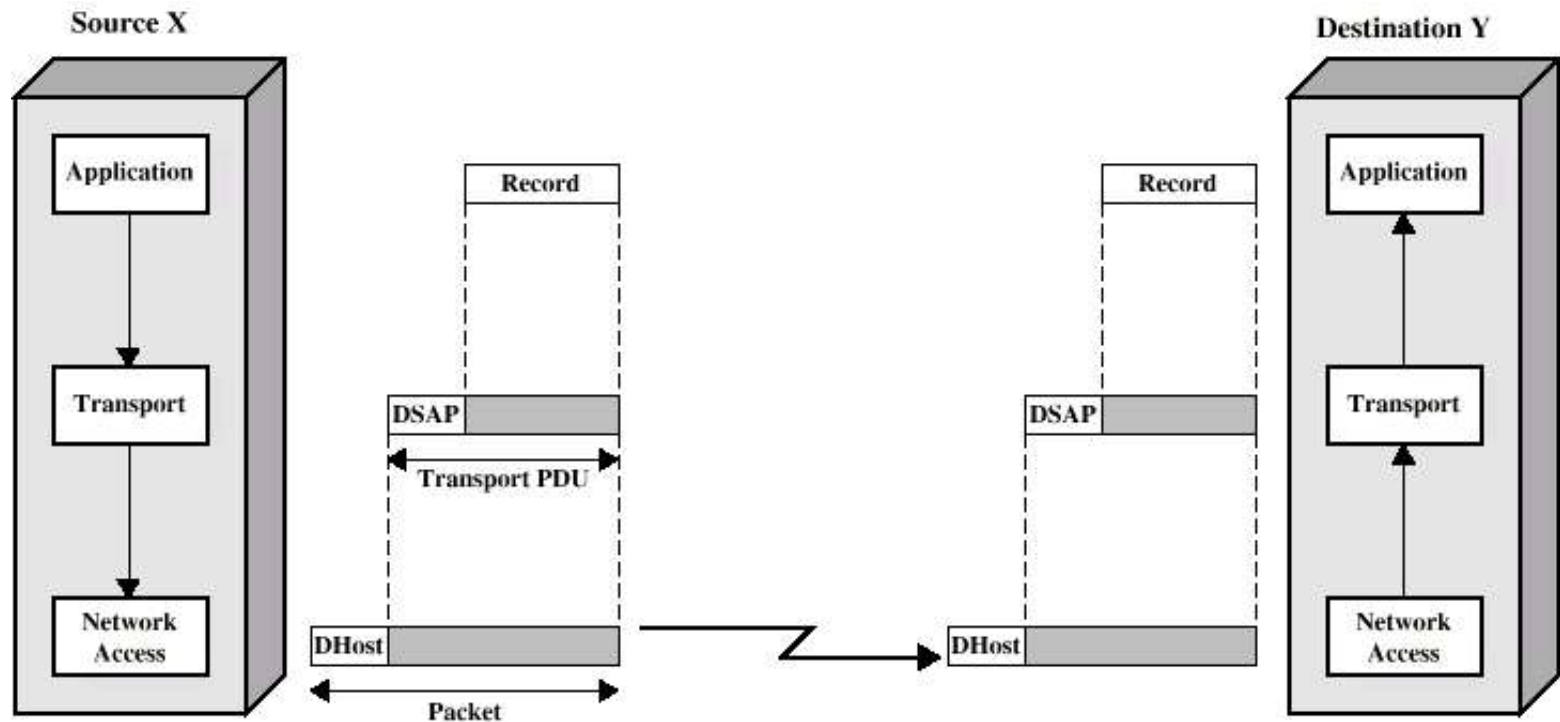 Source X
Destination Y
Application
Record
Record
Application
Transport
DSAP
DSAP
Transport
Transport PDU
Network
Access
DHost
DHost
Network
Access
Packet